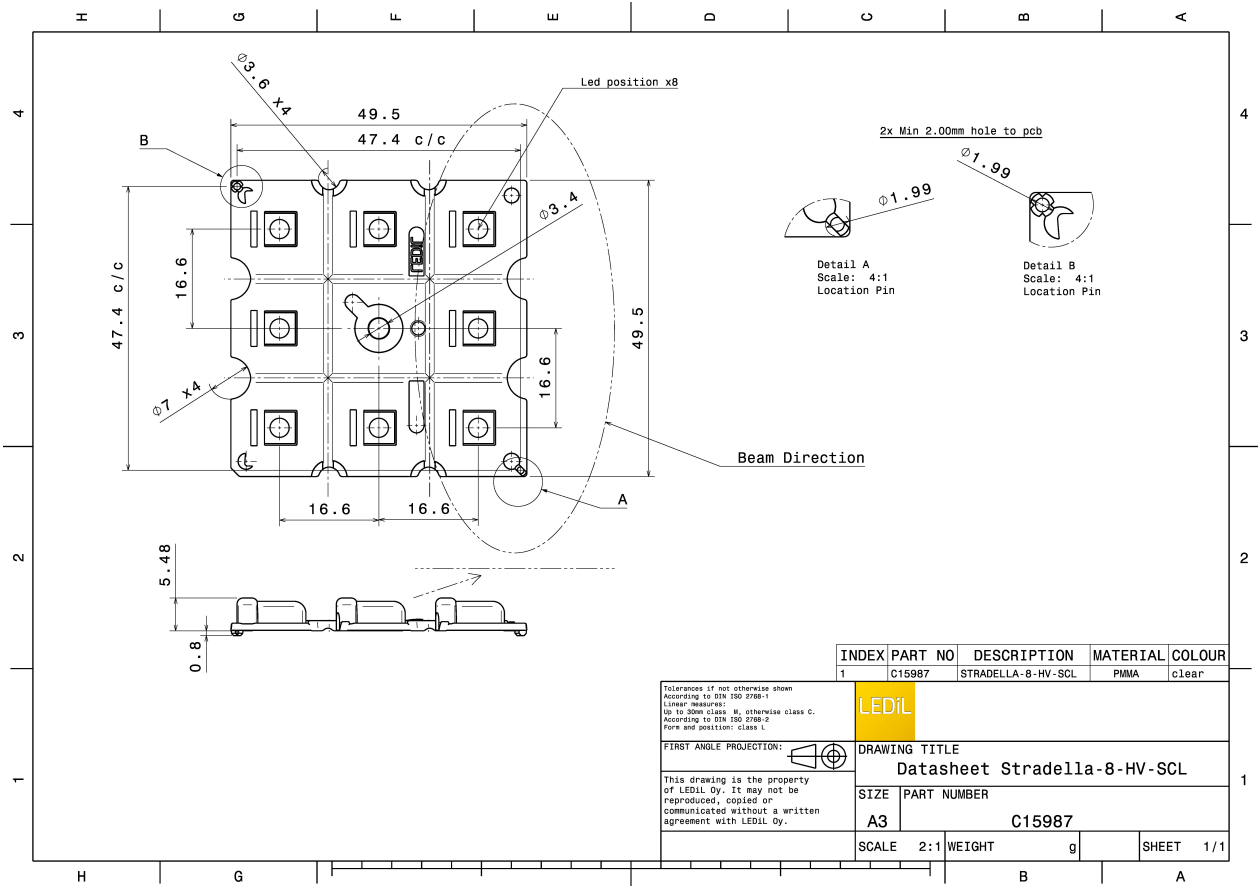 H G F E D C B A
4
4
3
3
2
2
1
1
Ø3.6 x4
Led position x8
49.5
47.4 c/c
B
Ø3.4
LEDiL
16.6
47.4 c/c
49.5
16.6
Ø7 x4
Beam Direction
16.6
16.6
A
2x Min 2.00mm hole to pcb
Ø1.99
Ø1.99
Detail A
Scale: 4:1
Location Pin
Detail B
Scale: 4:1
Location Pin
5.48
0.8
INDEX PART NO DESCRIPTION MATERIAL COLOUR
1 C15987 STRADELLA-8-HV-SCL PMMA clear
Tolerances if not otherwise shown
According to DIN ISO 2768-1
Linear measures:
Up to 30mm class M, otherwise class C.
According to DIN ISO 2768-2
Form and position: class L
LEDiL
FIRST ANGLE PROJECTION:
DRAWING TITLE
Datasheet Stradella-8-HV-SCL
This drawing is the property
of LEDiL Oy. It may not be
reproduced, copied or
communicated without a written
agreement with LEDiL Oy.
SIZE PART NUMBER
A3 C15987
SCALE 2:1 WEIGHT g SHEET 1/1
H G B A